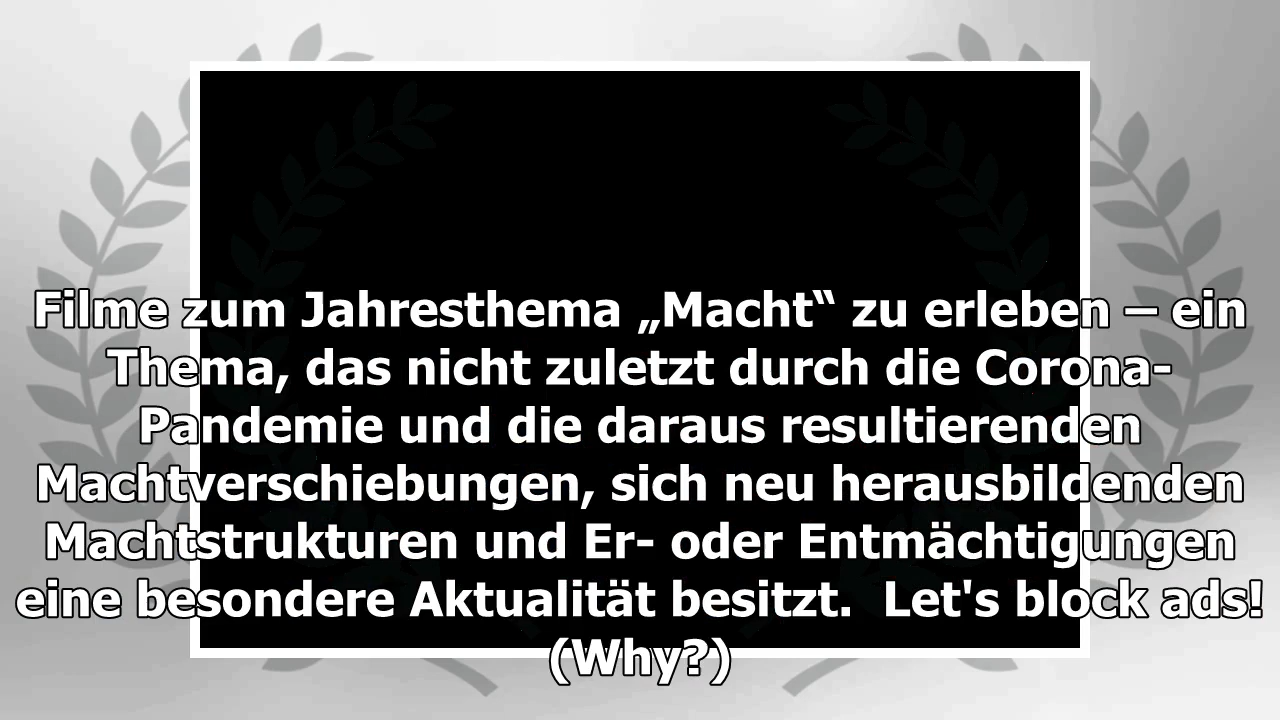 Filme zum Jahresthema „Macht“ zu erleben – ein
Thema, das nicht zuletzt durch die Corona-
Pandemie und die daraus resultierenden
Machtverschiebungen, sich neu herausbildenden
Machtstrukturen und Er- oder Entmächtigungen
eine besondere Aktualität besitzt.  Let's block ads!
(Why?)